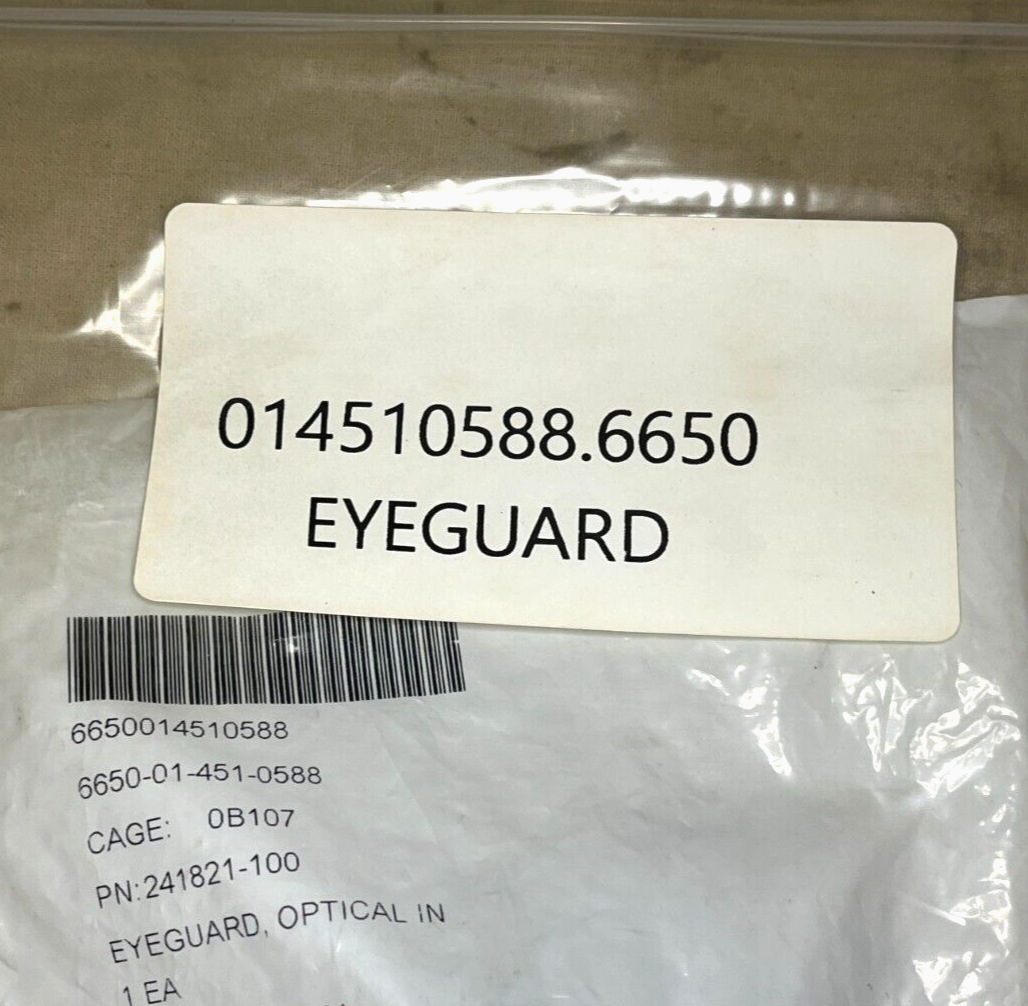 014510588.6650
EYEGUARD
6650014510588
6650-01-451-0588
CAGE: 0B107
PN:241821-100
EYEGUARD, OPTICAL IN
1 EA